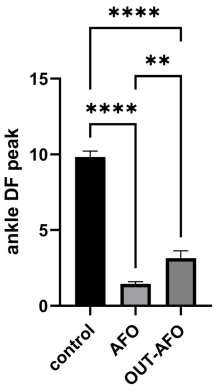 ****
**
****
ankle DF peak
15
10
5
0
control
AFO
OUT-AFO